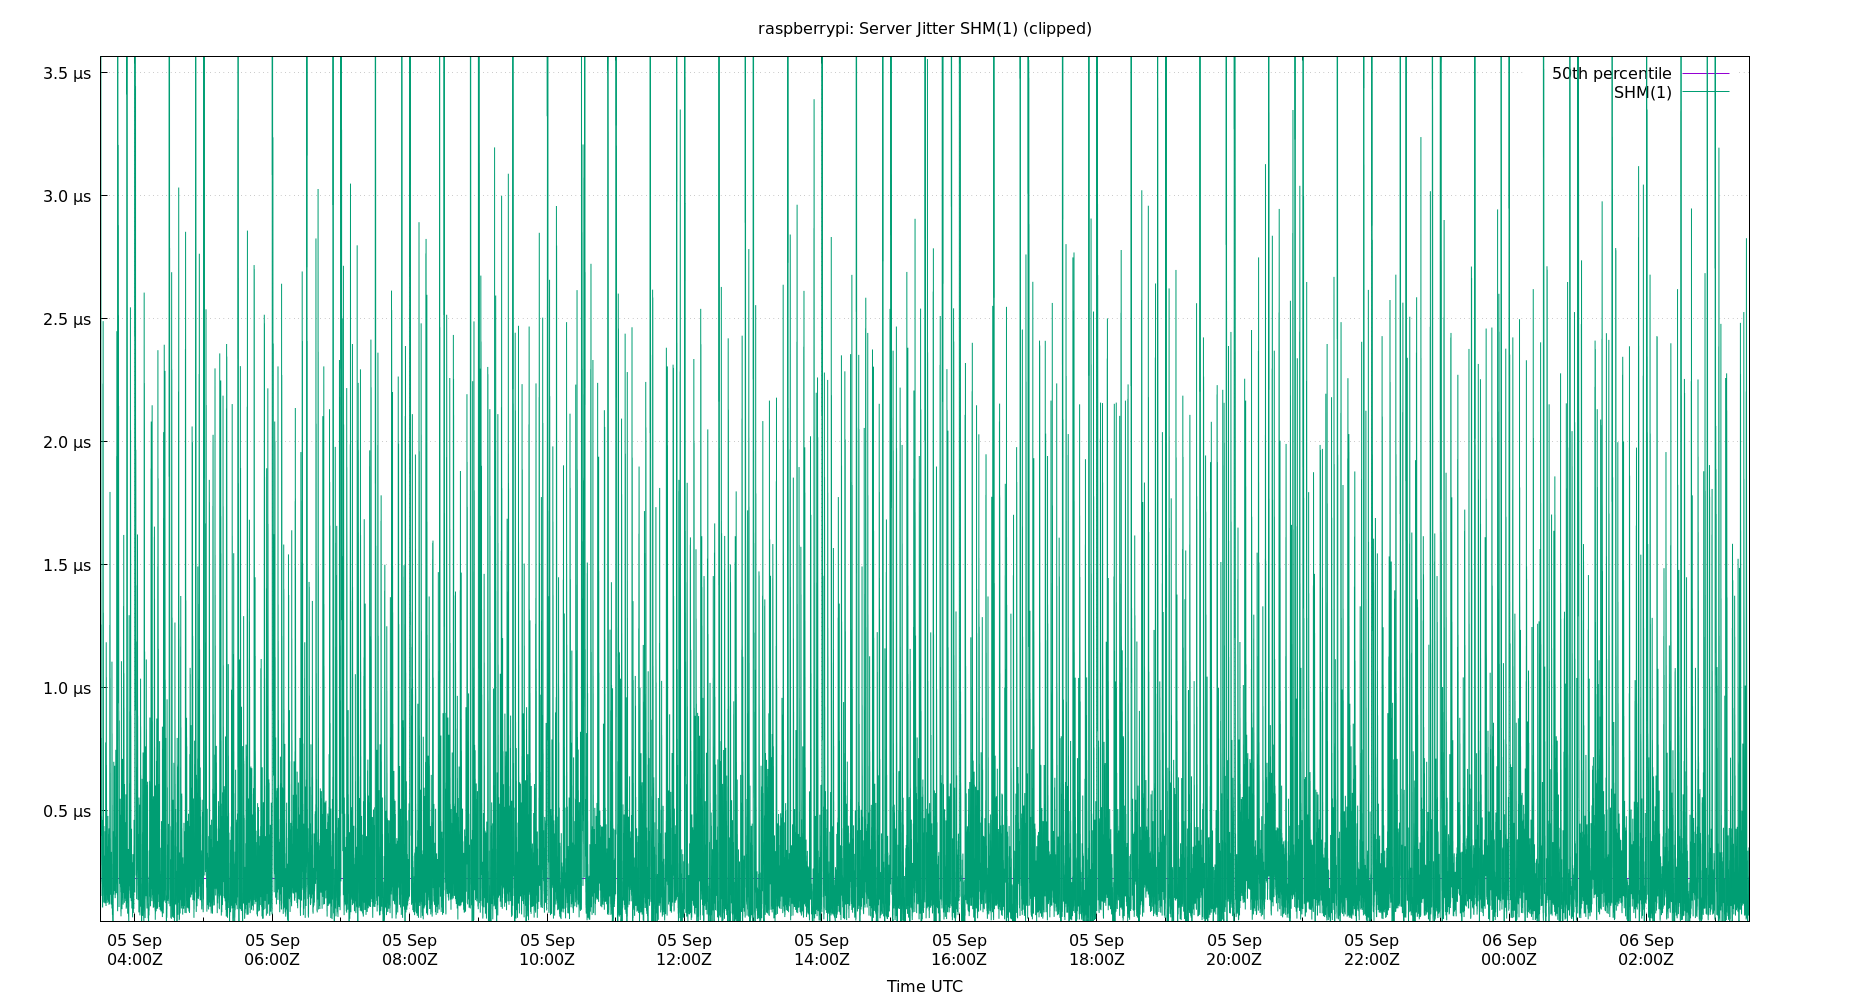 raspberrypi: Server Jitter SHM(1) (clipped)
50th percentile
SHM(1)
3.5 µs
3.0 µs
2.5 µs
2.0 µs
1.5 µs
1.0 µs
0.5 µs
05 Sep 05 Sep 05 Sep 05 Sep 05 Sep 05 Sep 05 Sep 05 Sep 05 Sep 05 Sep 06 Sep 06 Sep
04:00Z 06:00Z 08:00Z 10:00Z 12:00Z 14:00Z 16:00Z 18:00Z 20:00Z 22:00Z 00:00Z 02:00Z
Time UTC